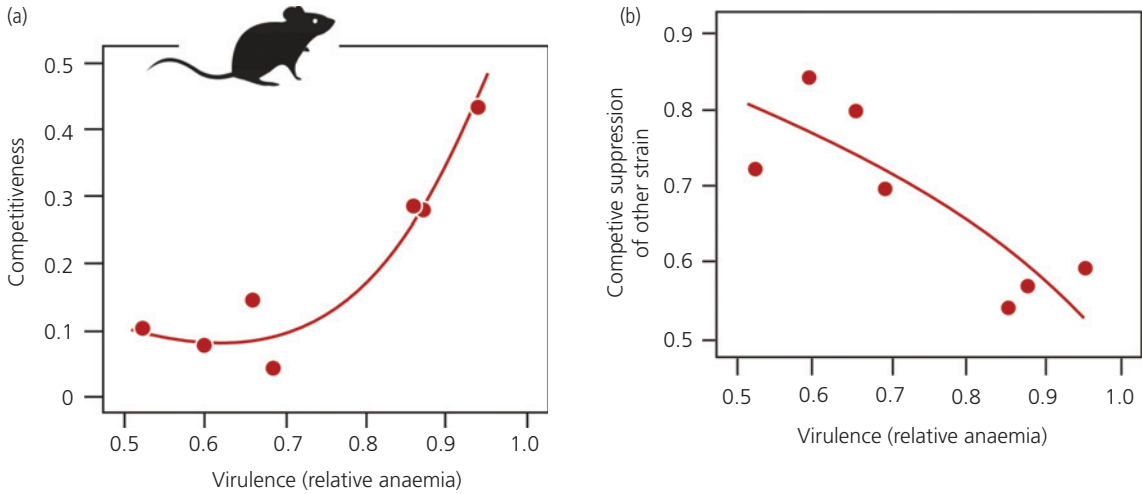 (a)
0.5
0.4
0.3
0.2
0.1
0
Competitiveness
0.5 0.6 0.7 0.8 0.9 1.0
Virulence (relative anaemia)
(b)
0.9
0.8
0.7
0.6
0.5
Competive suppression
of other strain
0.5 0.6 0.7 0.8 0.9 1.0
Virulence (relative anaemia)